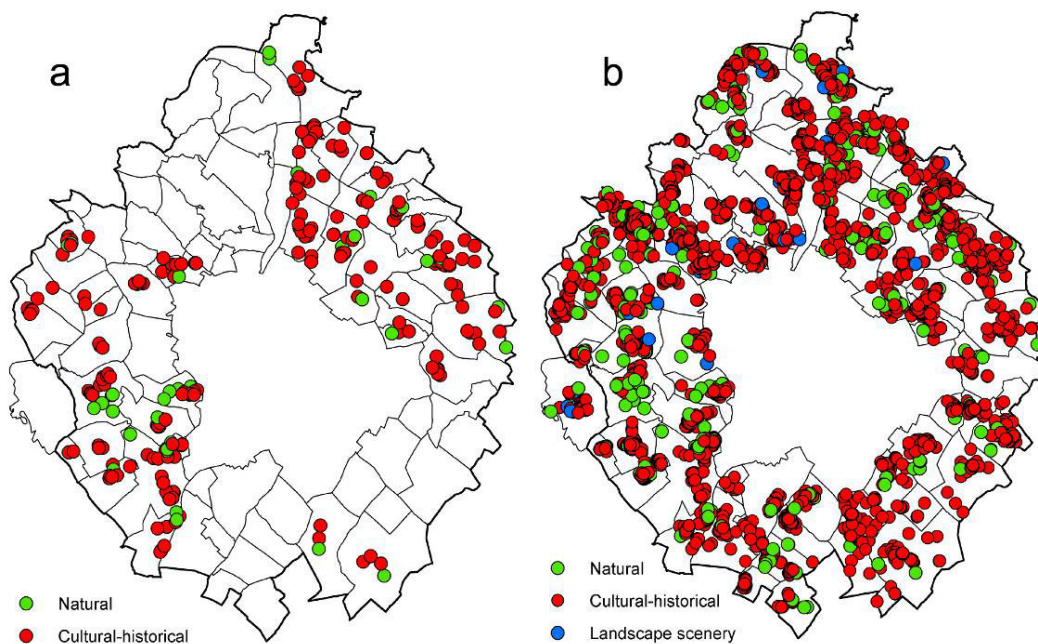 a
b
Natural
Cultural-historical
Natural
Cultural-historical
Landscape scenery